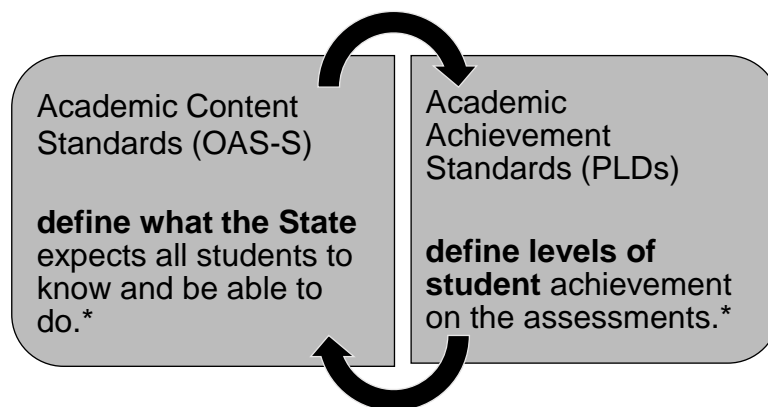 Academic Content
Standards (OAS-S)
define what the State
expects all students to
know and be able to
do.*
Academic
Achievement
Standards (PLDs)
define levels of
student achievement
on the assessments.*